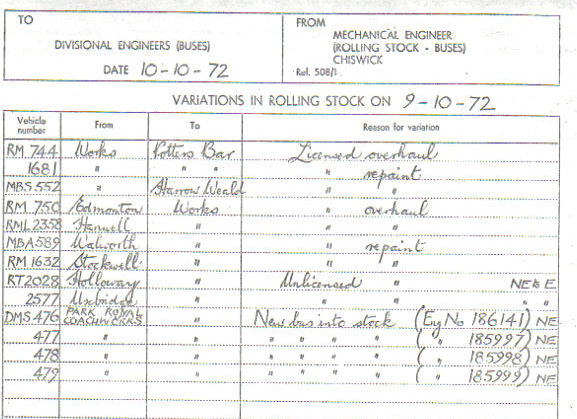 TO
DIVISIONAL ENGINEERS (BUSES)
DATE 10-10-72
FROM
MECHANICAL ENGINEER
(ROLLING STOCK - BUSES)
CHISWICK
Ref. 508/1
VARIATIONS IN ROLLING STOCK ON 9-10-72
Vehicle number From To Reason for variation
RM 744 Works Potters Bar Licensed overhaul
1681 " " " " repaint
MBS 552 " Harrow Weald " "
RM 750 Edmonton Works " overhaul
RML 2358 Hanwell " " "
MBA 589 Walworth " " repaint
RM 1632 Stockwell " " "
RT 2028 Holloway " Unlicensed " NE & E
2577 Uxbridge " " " " "
DMS 476 PARK ROYAL COACHWORKS " New bus into stock (Eng No 186141) NE
477 " " " " " " ( " 185997) NE
478 " " " " " " ( " 185998) NE
479 " " " " " " ( " 185999) NE